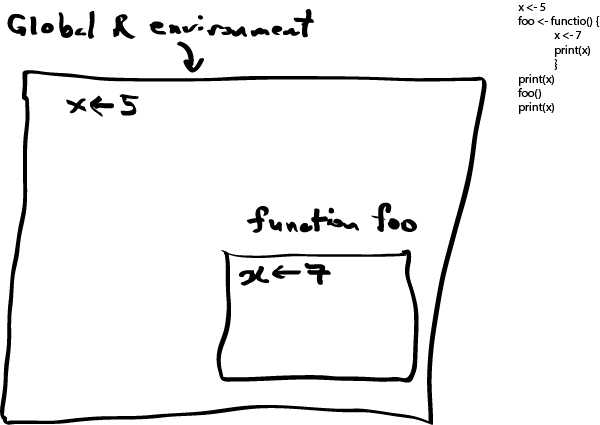 Global R environment
x ← 5
function foo
x ← 7
x <- 5
foo <- functio() {
x <- 7
print(x)
}
print(x)
foo()
print(x)